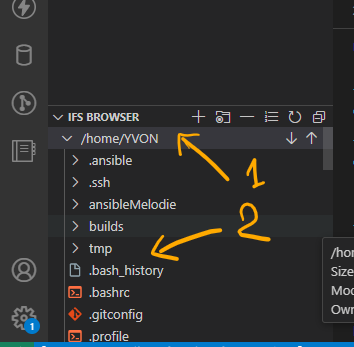 IFS BROWSER
/home/YVON
.ansible
1
.ssh
ansibleMelodie
2
builds
tmp
.bash_history
.bashrc
.gitconfig
.profile
/ho
Size
Mod
Own
1